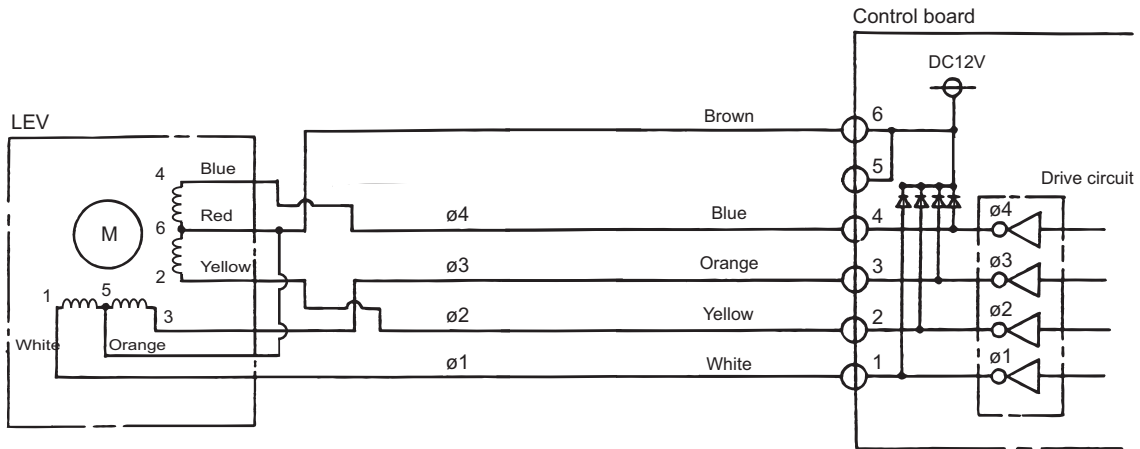 Control board
DC12V
LEV
Brown
6
4
Blue
5
Drive circuit
Red
6
M
ø4
Blue
4
ø4
Yellow
2
ø3
Orange
3
ø3
1
5
3
ø2
Yellow
2
ø2
White
Orange
ø1
White
1
ø1